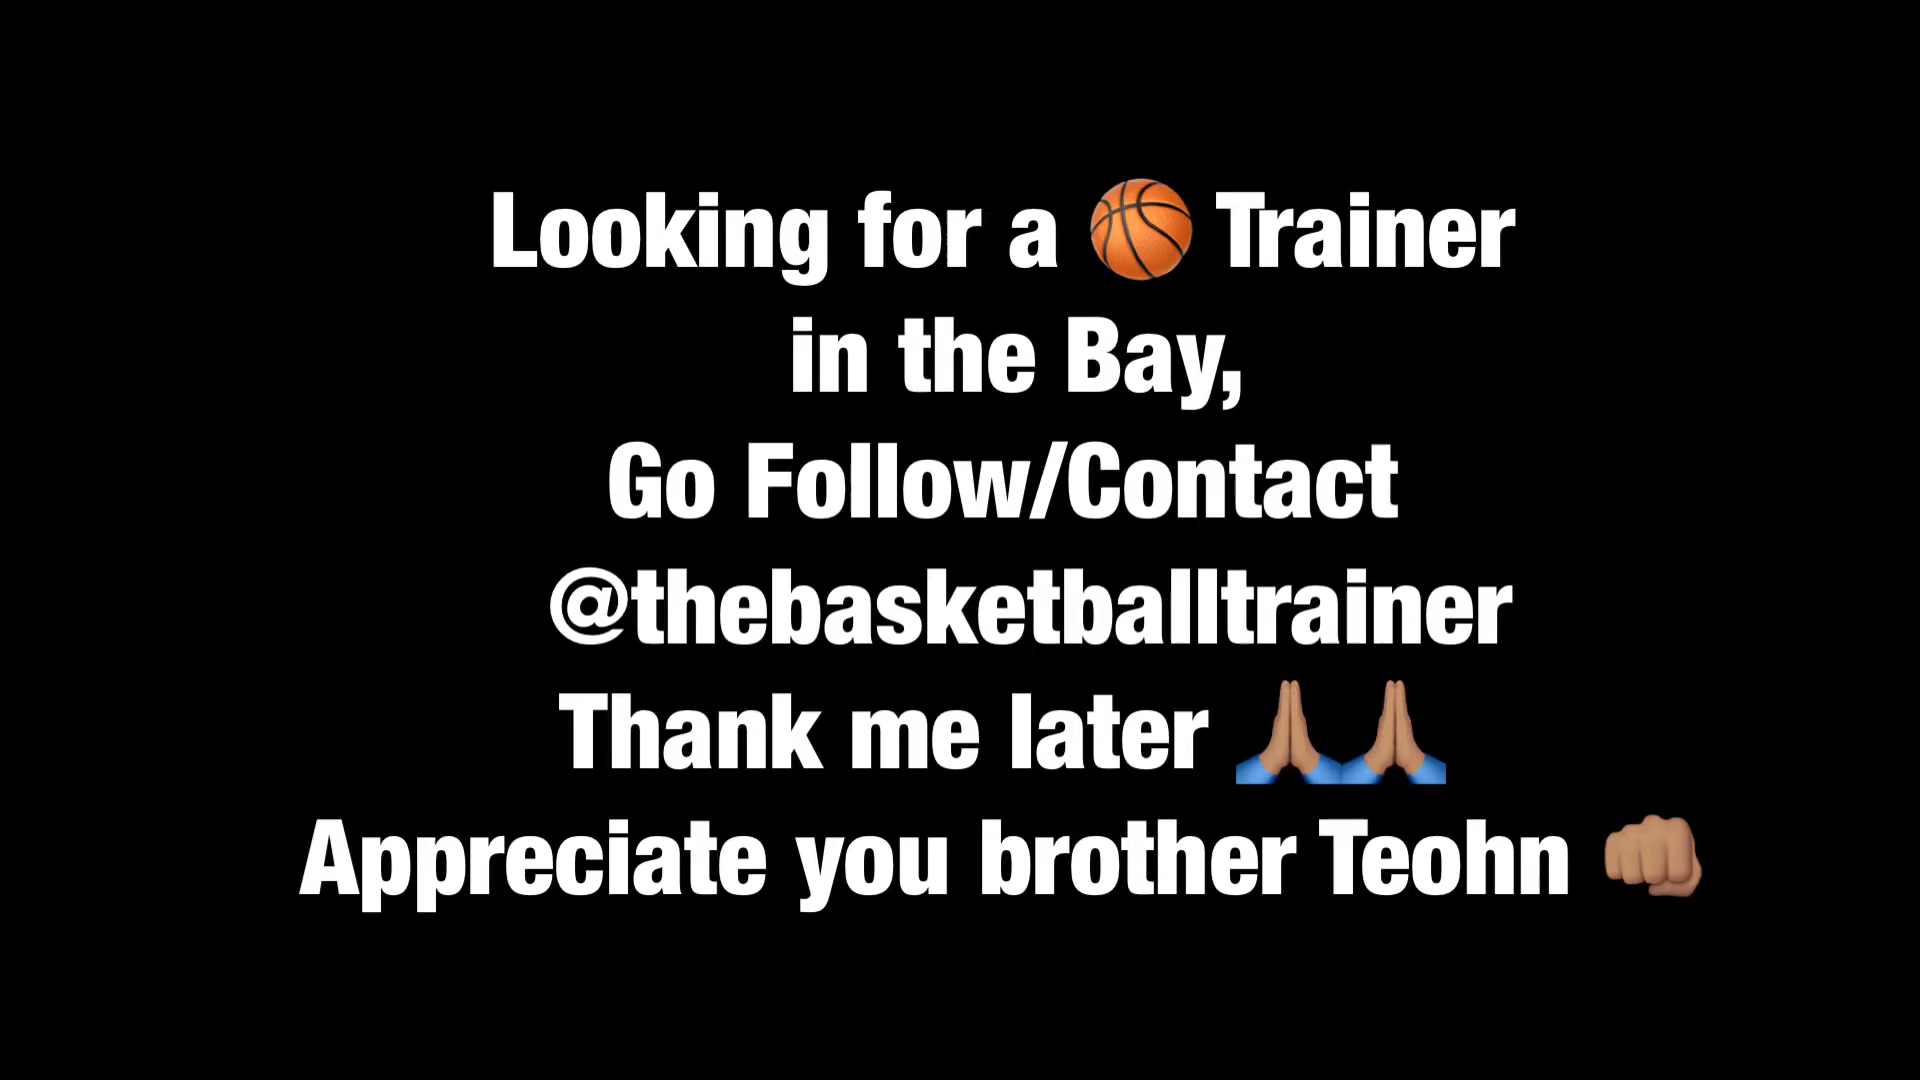 Looking for a 🏀 Trainer
in the Bay,
Go Follow/Contact
@thebasketballtrainer
Thank me later 🙏🏽🙏🏽
Appreciate you brother Teohn 👊🏽